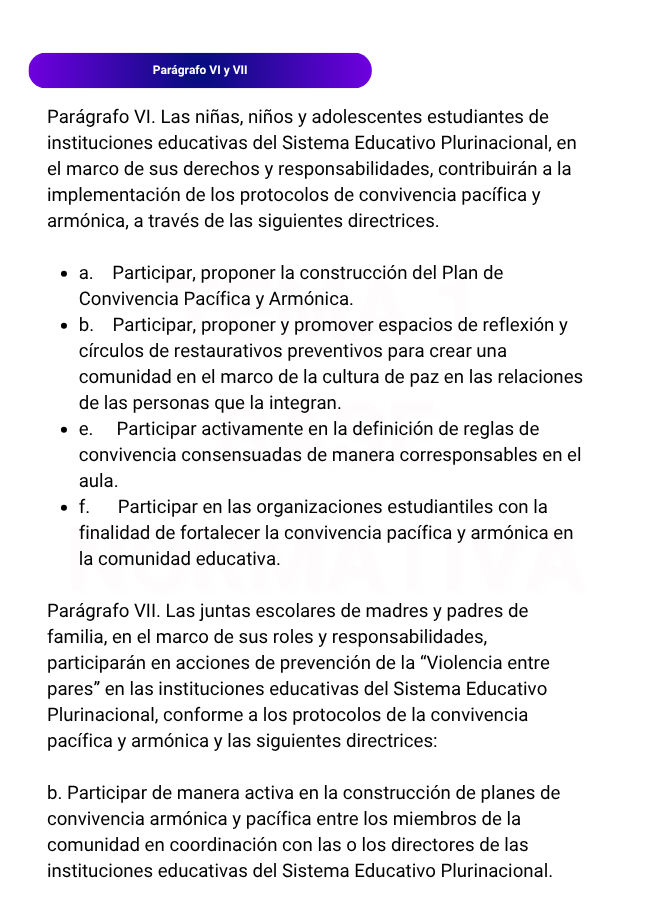 Parágrafo VI y VII
Parágrafo VI. Las niñas, niños y adolescentes estudiantes de
instituciones educativas del Sistema Educativo Plurinacional, en
el marco de sus derechos y responsabilidades, contribuirán a la
implementación de los protocolos de convivencia pacífica y
armónica, a través de las siguientes directrices.
• a. Participar, proponer la construcción del Plan de
Convivencia Pacífica y Armónica.
• b. Participar, proponer y promover espacios de reflexión y
círculos de restaurativos preventivos para crear una
comunidad en el marco de la cultura de paz en las relaciones
de las personas que la integran.
• e. Participar activamente en la definición de reglas de
convivencia consensuadas de manera corresponsables en el
aula.
• f. Participar en las organizaciones estudiantiles con la
finalidad de fortalecer la convivencia pacífica y armónica en
la comunidad educativa.
Parágrafo VII. Las juntas escolares de madres y padres de
familia, en el marco de sus roles y responsabilidades,
participarán en acciones de prevención de la “Violencia entre
pares” en las instituciones educativas del Sistema Educativo
Plurinacional, conforme a los protocolos de la convivencia
pacífica y armónica y las siguientes directrices:
b. Participar de manera activa en la construcción de planes de
convivencia armónica y pacífica entre los miembros de la
comunidad en coordinación con las o los directores de las
instituciones educativas del Sistema Educativo Plurinacional.